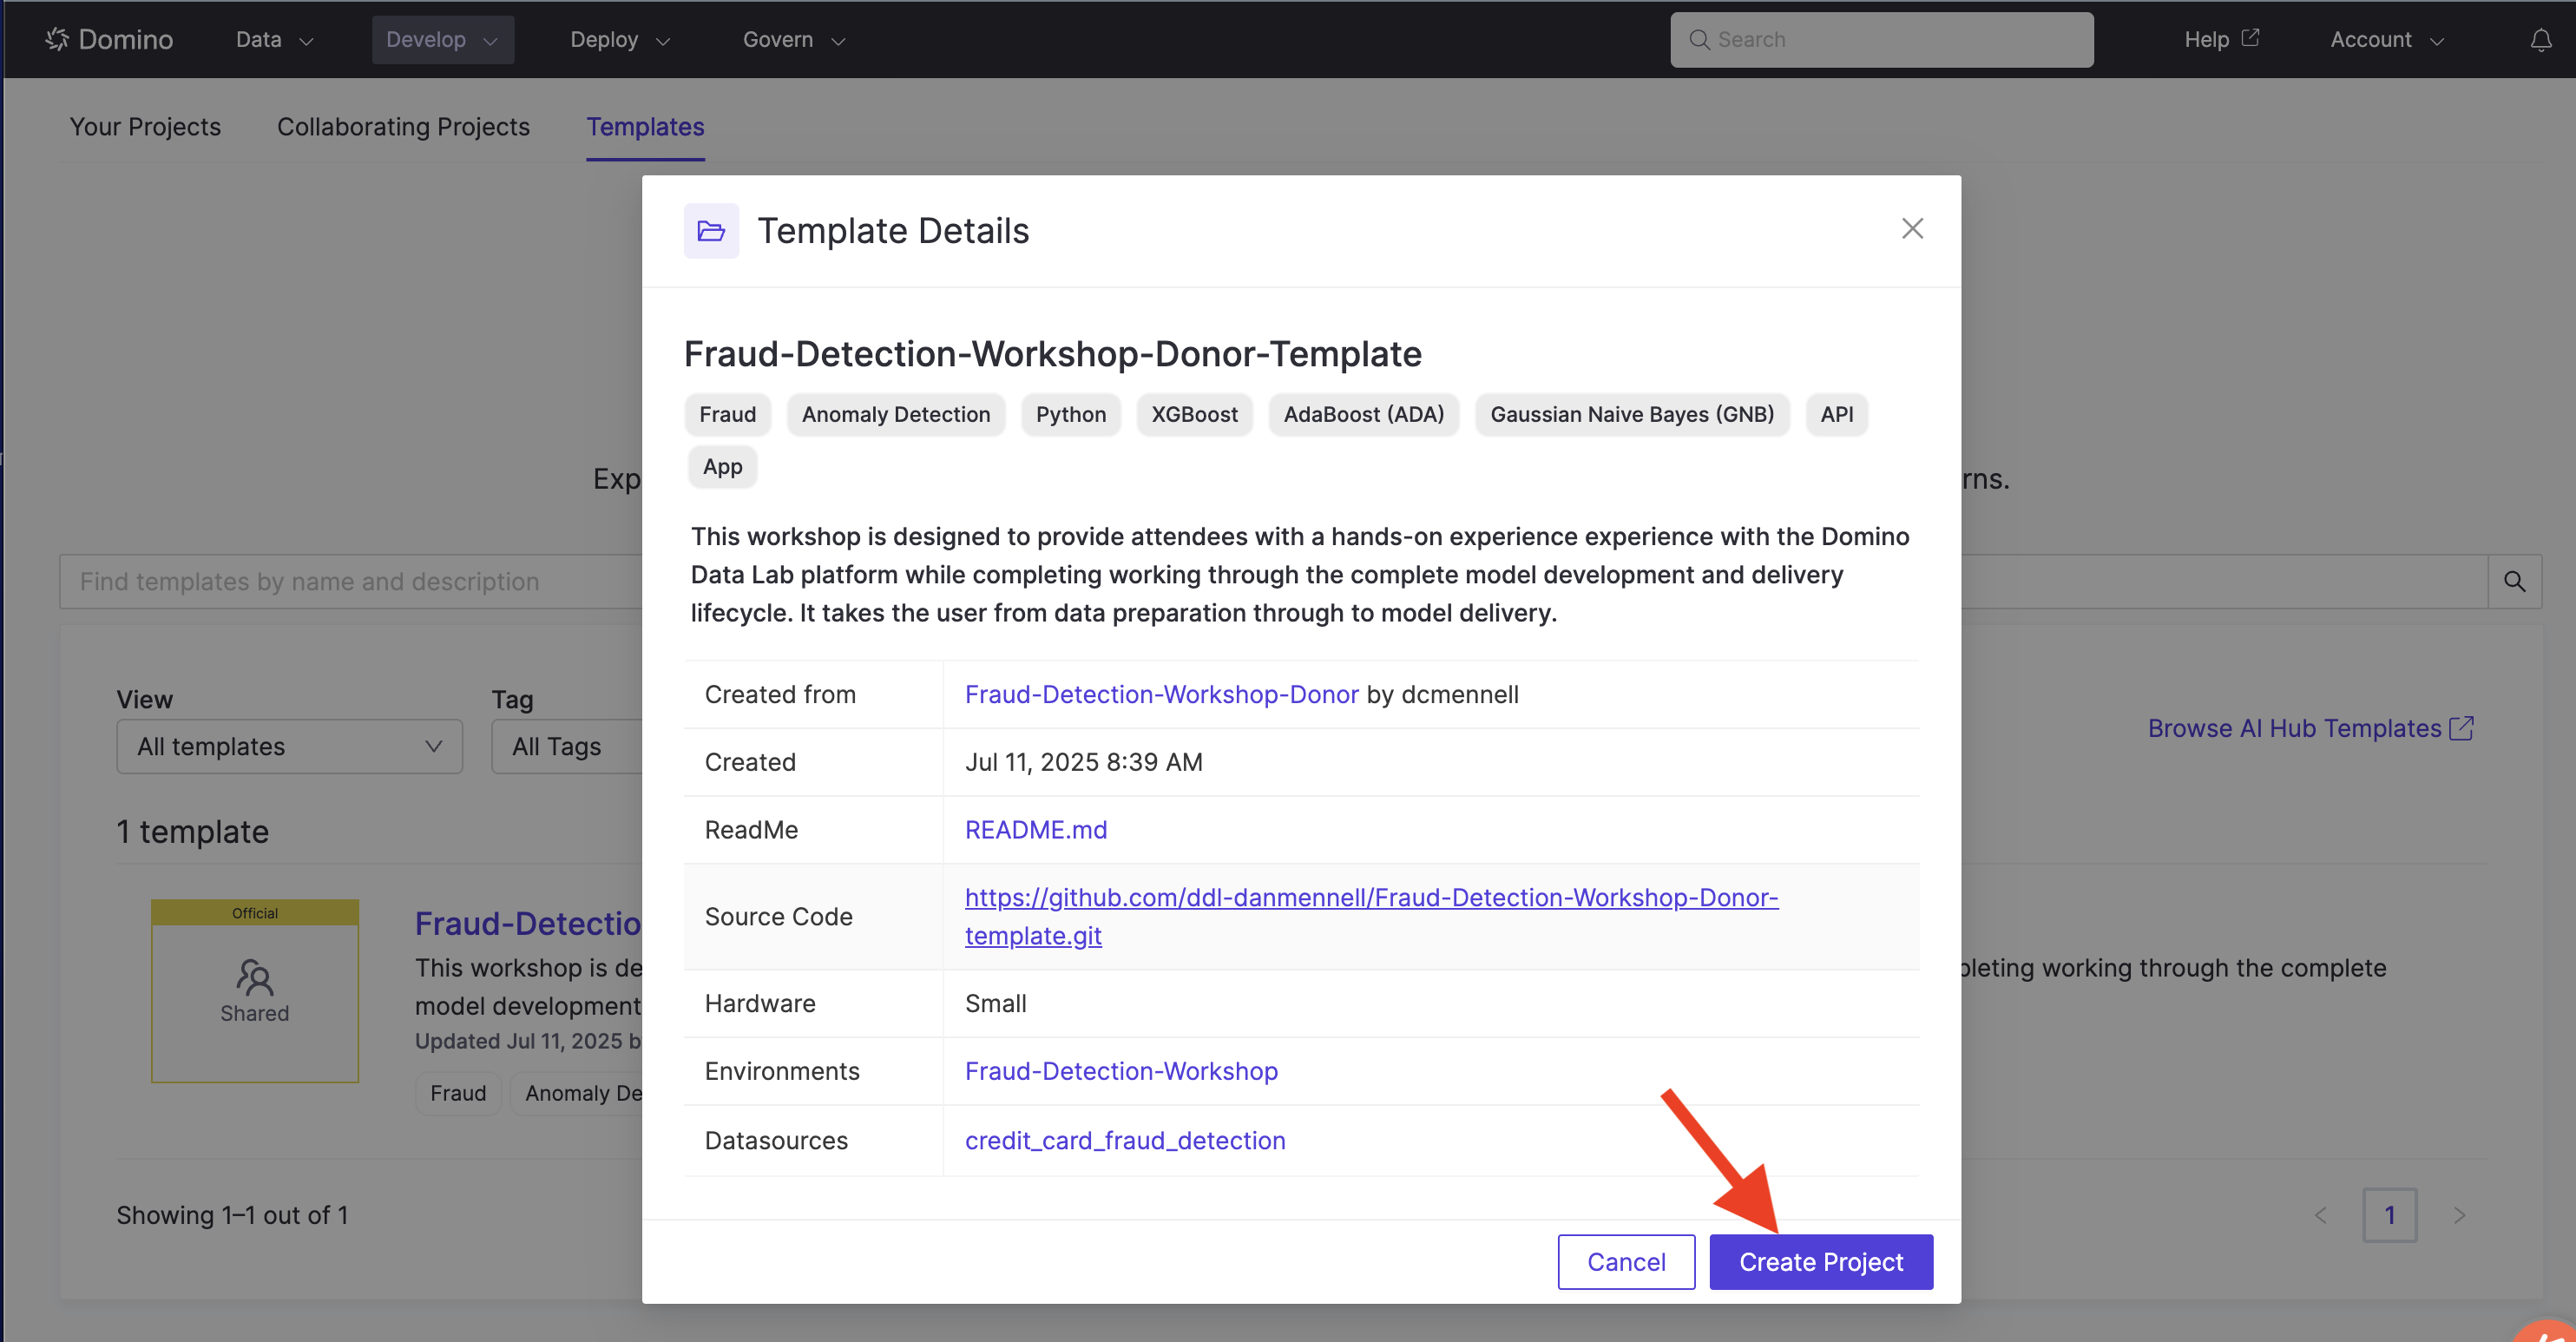 Domino
Data
Develop
Deploy
Govern
Search
Help
Account
Your Projects
Collaborating Projects
Templates
Template Details
Fraud-Detection-Workshop-Donor-Template
Fraud
Anomaly Detection
Python
XGBoost
AdaBoost (ADA)
Gaussian Naive Bayes (GNB)
API
App
Exp
rns.
This workshop is designed to provide attendees with a hands-on experience experience with the Domino
Data Lab platform while completing working through the complete model development and delivery
lifecycle. It takes the user from data preparation through to model delivery.
Find templates by name and description
View
Tag
All templates
All Tags
Browse AI Hub Templates
1 template
Created from
Fraud-Detection-Workshop-Donor by dcmennell
Created
Jul 11, 2025 8:39 AM
ReadMe
README.md
Source Code
https://github.com/ddl-danmennell/Fraud-Detection-Workshop-Donor-
template.git
Hardware
Small
Environments
Fraud-Detection-Workshop
Datasources
credit_card_fraud_detection
Official
Shared
Fraud-Detectio
This workshop is de
pleting working through the complete
model development
Updated Jul 11, 2025 b
Fraud
Anomaly De
Showing 1–1 out of 1
1
Cancel
Create Project